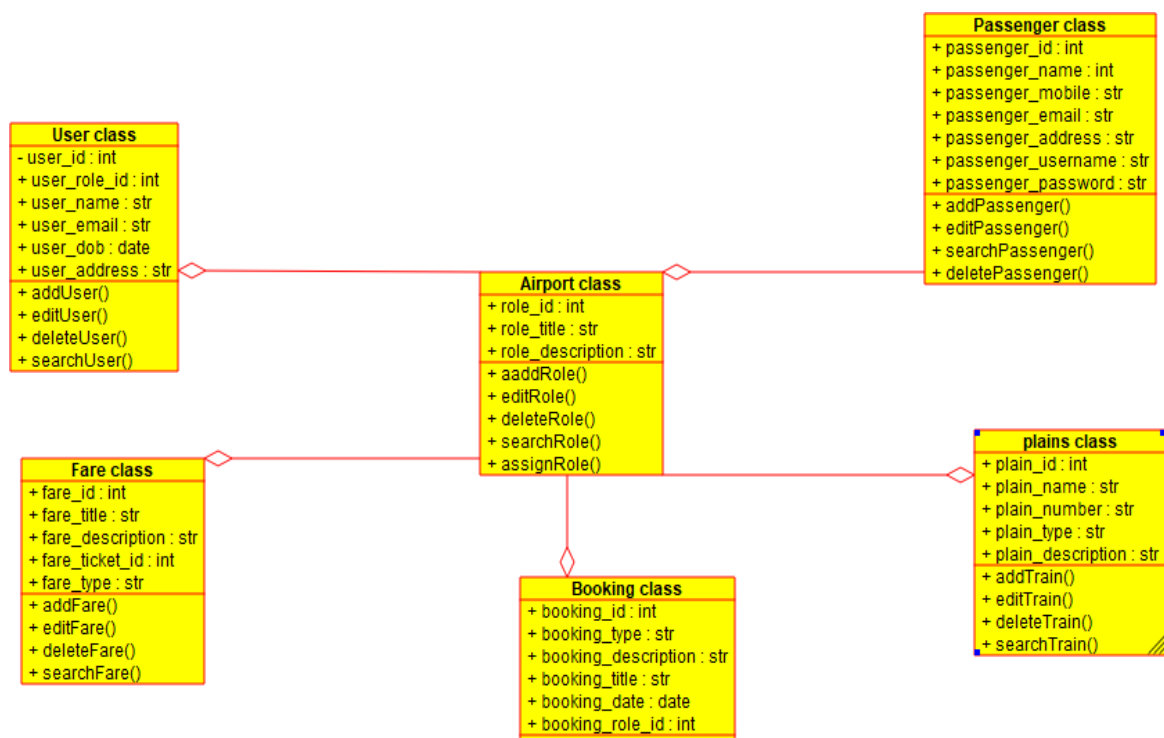 Passenger class
+ passenger_id : int
+ passenger_name : int
+ passenger_mobile : str
+ passenger_email : str
+ passenger_address : str
+ passenger_username : str
+ passenger_password : str
+ addPassenger()
+ editPassenger()
+ searchPassenger()
+ deletePassenger()
User class
- user_id : int
+ user_role_id : int
+ user_name : str
+ user_email : str
+ user_dob : date
+ user_address : str
+ addUser()
+ editUser()
+ deleteUser()
+ searchUser()
Airport class
+ role_id : int
+ role_title : str
+ role_description : str
+ aaddRole()
+ editRole()
+ deleteRole()
+ searchRole()
+ assignRole()
Fare class
+ fare_id : int
+ fare_title : str
+ fare_description : str
+ fare_ticket_id : int
+ fare_type : str
+ addFare()
+ editFare()
+ deleteFare()
+ searchFare()
plains class
+ plain_id : int
+ plain_name : str
+ plain_number : str
+ plain_type : str
+ plain_description : str
+ addTrain()
+ editTrain()
+ deleteTrain()
+ searchTrain()
Booking class
+ booking_id : int
+ booking_type : str
+ booking_description : str
+ booking_title : str
+ booking_date : date
+ booking_role_id : int